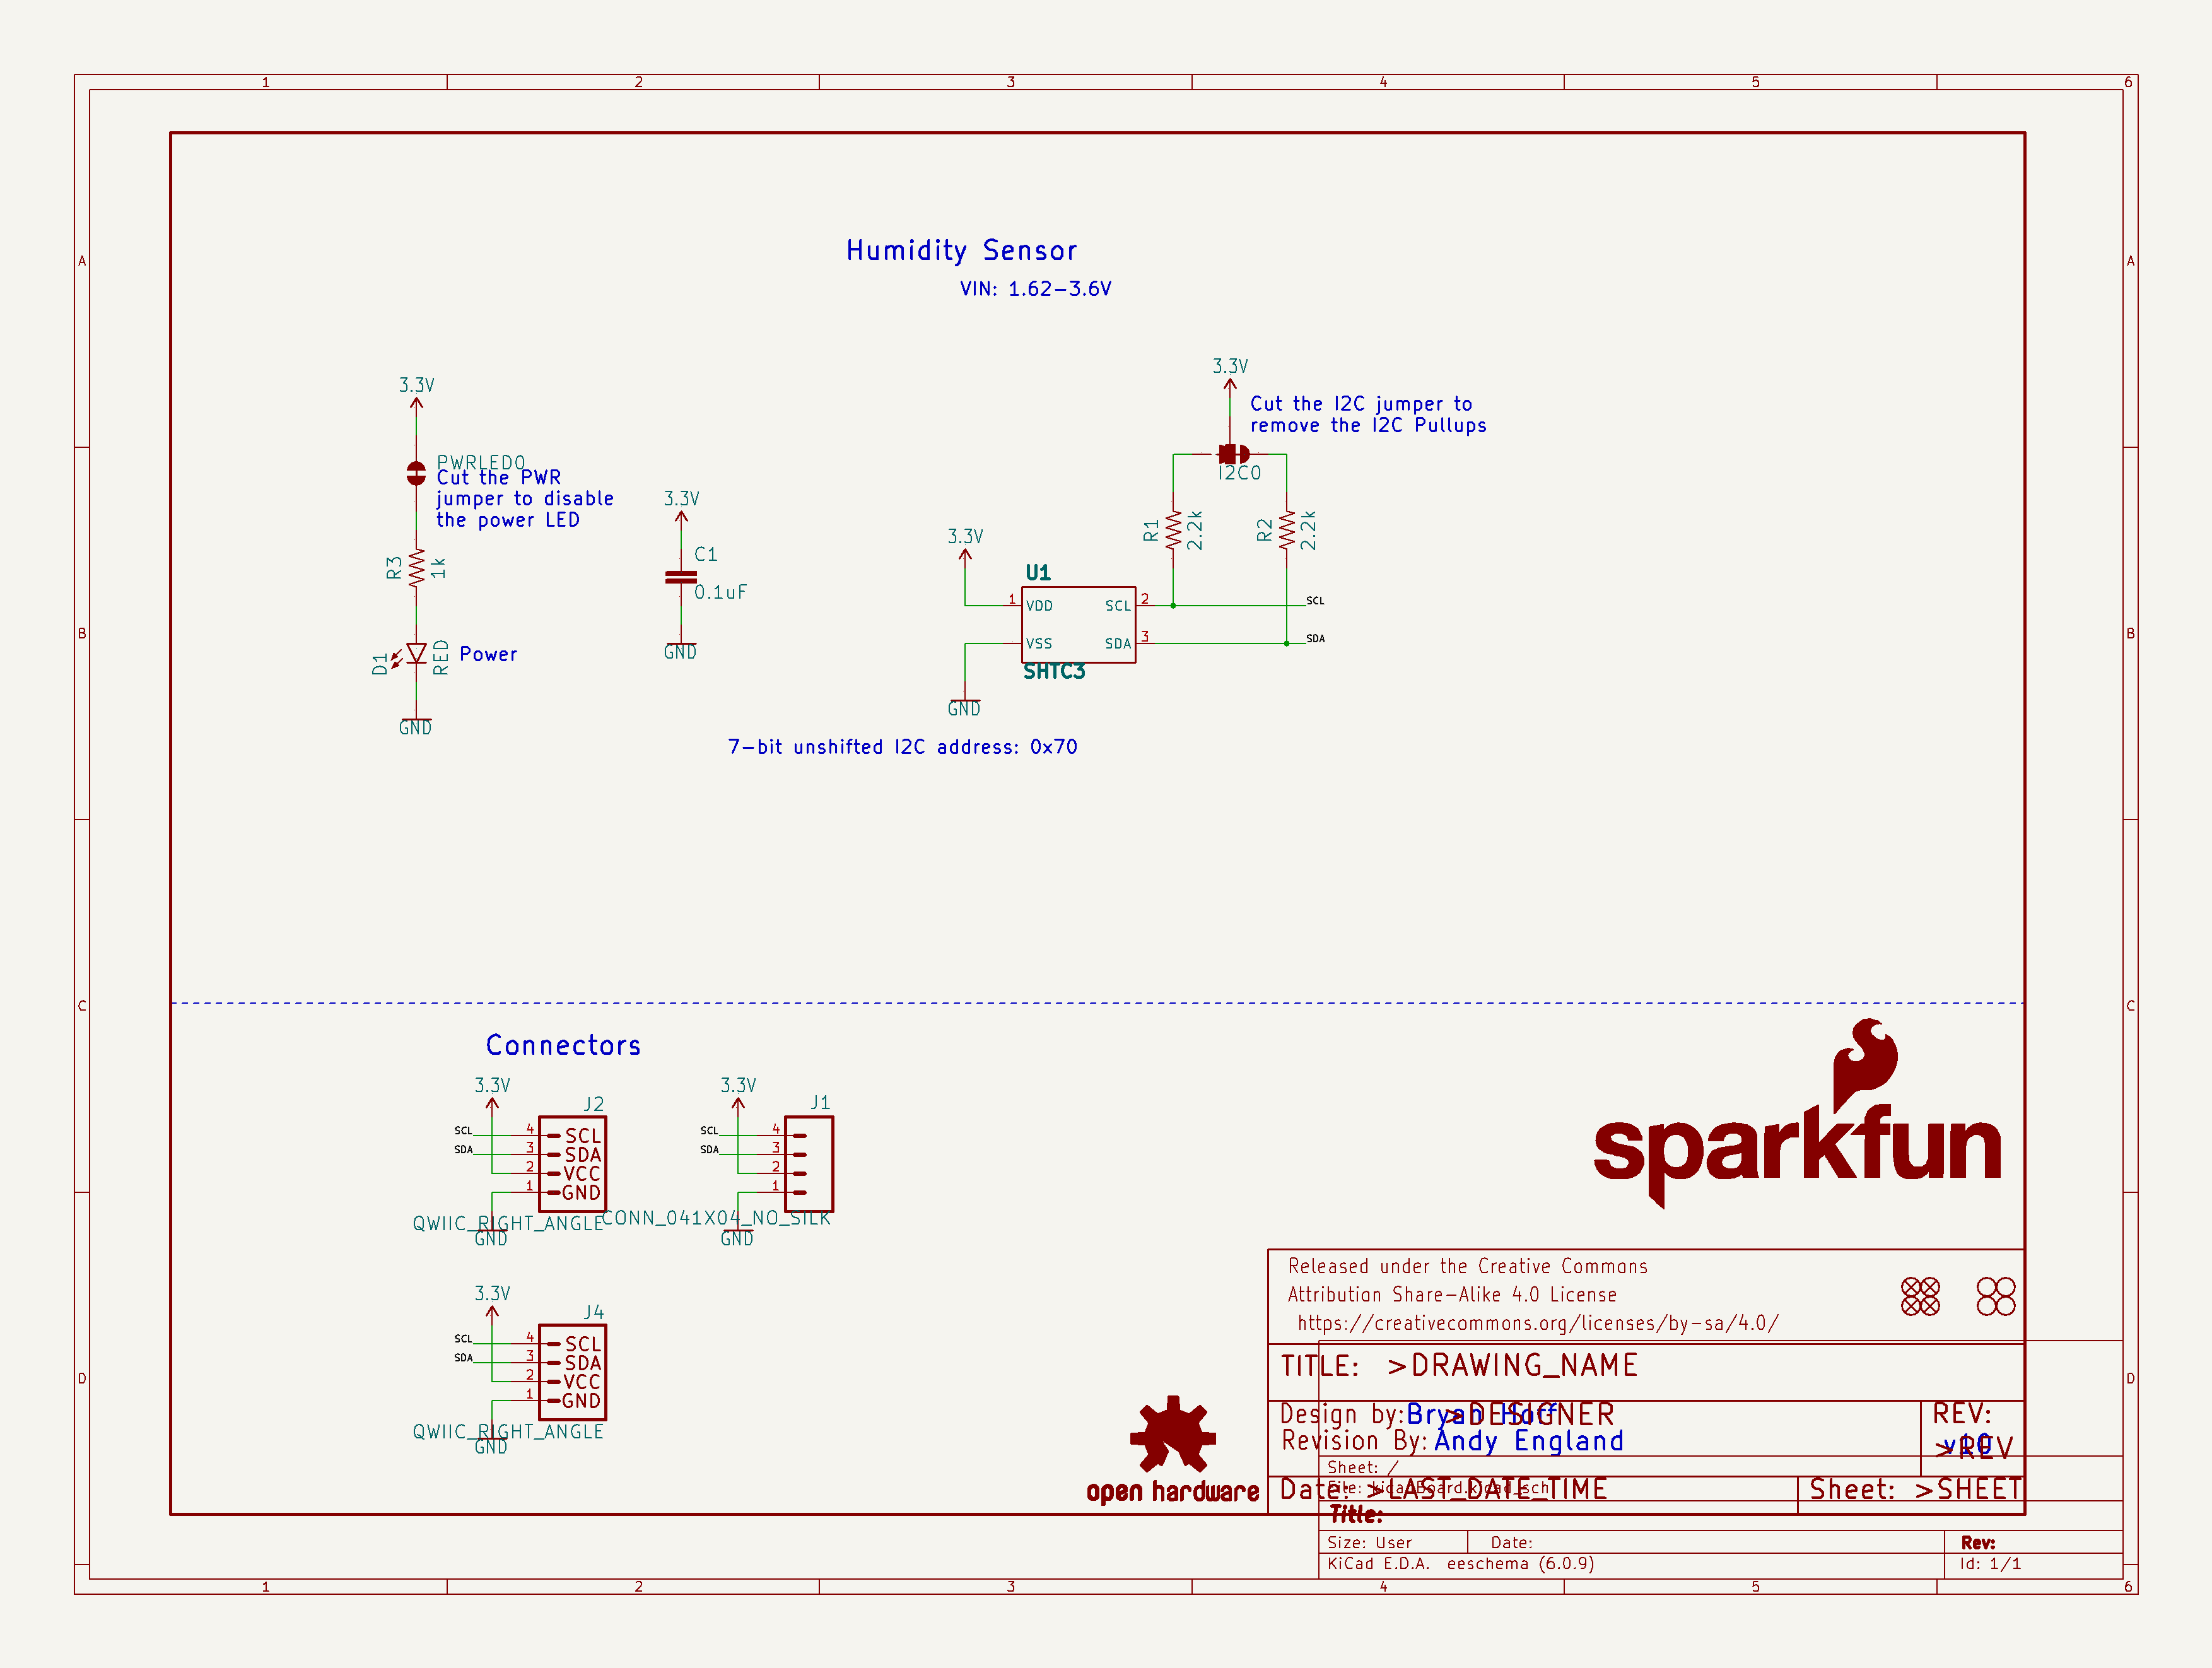 1 2 3 4 5 6
A A
B B
C C
D D
Humidity Sensor
VIN: 1.62-3.6V
3.3V
PWRLED0
Cut the PWR
jumper to disable
the power LED
R3
1k
D1
RED
Power
GND
3.3V
C1
0.1uF
GND
3.3V
Cut the I2C jumper to
remove the I2C Pullups
I2C0
R1
2.2k
R2
2.2k
3.3V
U1
1 VDD SCL 2
VSS SDA 3
SHTC3
GND
SCL
SDA
7-bit unshifted I2C address: 0x70
Connectors
3.3V
J2
SCL 4 SCL
SDA 3 SDA
2 VCC
1 GND
QWIIC_RIGHT_ANGLE
GND
3.3V
J1
SCL 4
SDA 3
2
1
CONN_041X04_NO_SILK
GND
3.3V
J4
SCL 4 SCL
SDA 3 SDA
2 VCC
1 GND
QWIIC_RIGHT_ANGLE
GND
sparkfun
open hardware
Released under the Creative Commons
Attribution Share-Alike 4.0 License
https://creativecommons.org/licenses/by-sa/4.0/
TITLE: >DRAWING_NAME
Design by: Bryan Hoff >DESIGNER
REV:
Revision By: Andy England
v10
>REV
Sheet: /
File: kicadBoard.kicad_sch
Date: >LAST_DATE_TIME
Sheet: >SHEET
Title:
Size: User Date: Rev:
KiCad E.D.A. eeschema (6.0.9) Id: 1/1
1 2 3 4 5 6